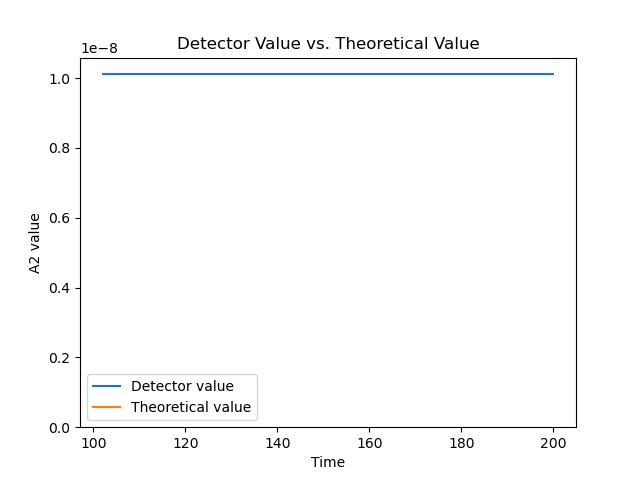 Detector Value vs. Theoretical Value
1e−8
1.0
0.8
0.6
0.4
0.2
0.0
A2 value
Detector value
Theoretical value
100 120 140 160 180 200
Time